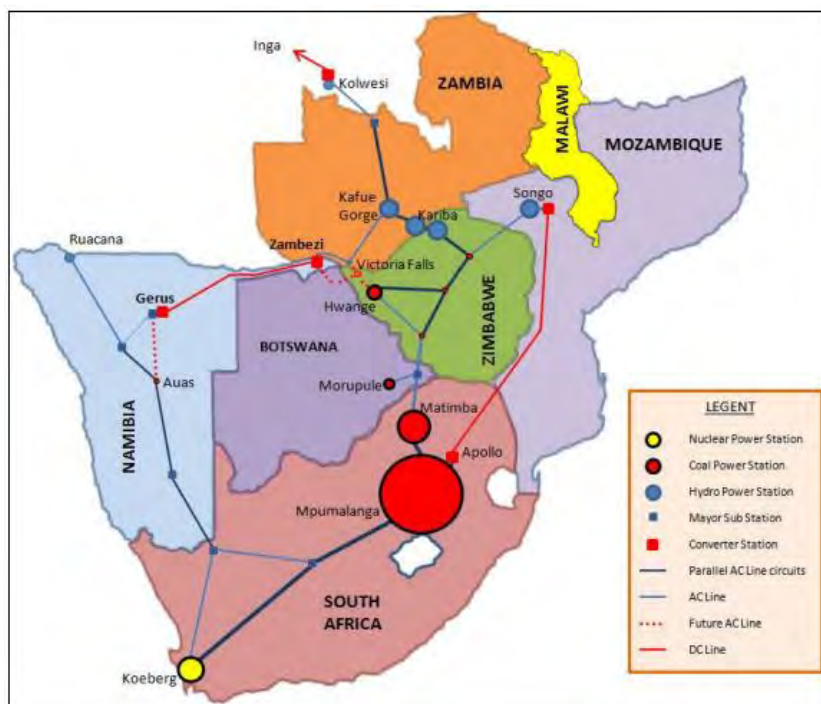 Inga
Kolwesi
ZAMBIA
MALAWI
MOZAMBIQUE
Kafue
Gorge
Kariba
Songo
Ruacana
Zambezi
Victoria Falls
Gerus
Hwange
ZIMBABWE
BOTSWANA
Auas
Morupule
NAMIBIA
Matimba
Apollo
Mpumalanga
SOUTH
AFRICA
Koeberg
LEGENT
Nuclear Power Station
Coal Power Station
Hydro Power Station
Mayor Sub Station
Converter Station
Parallel AC Line circuits
AC Line
Future AC Line
DC Line